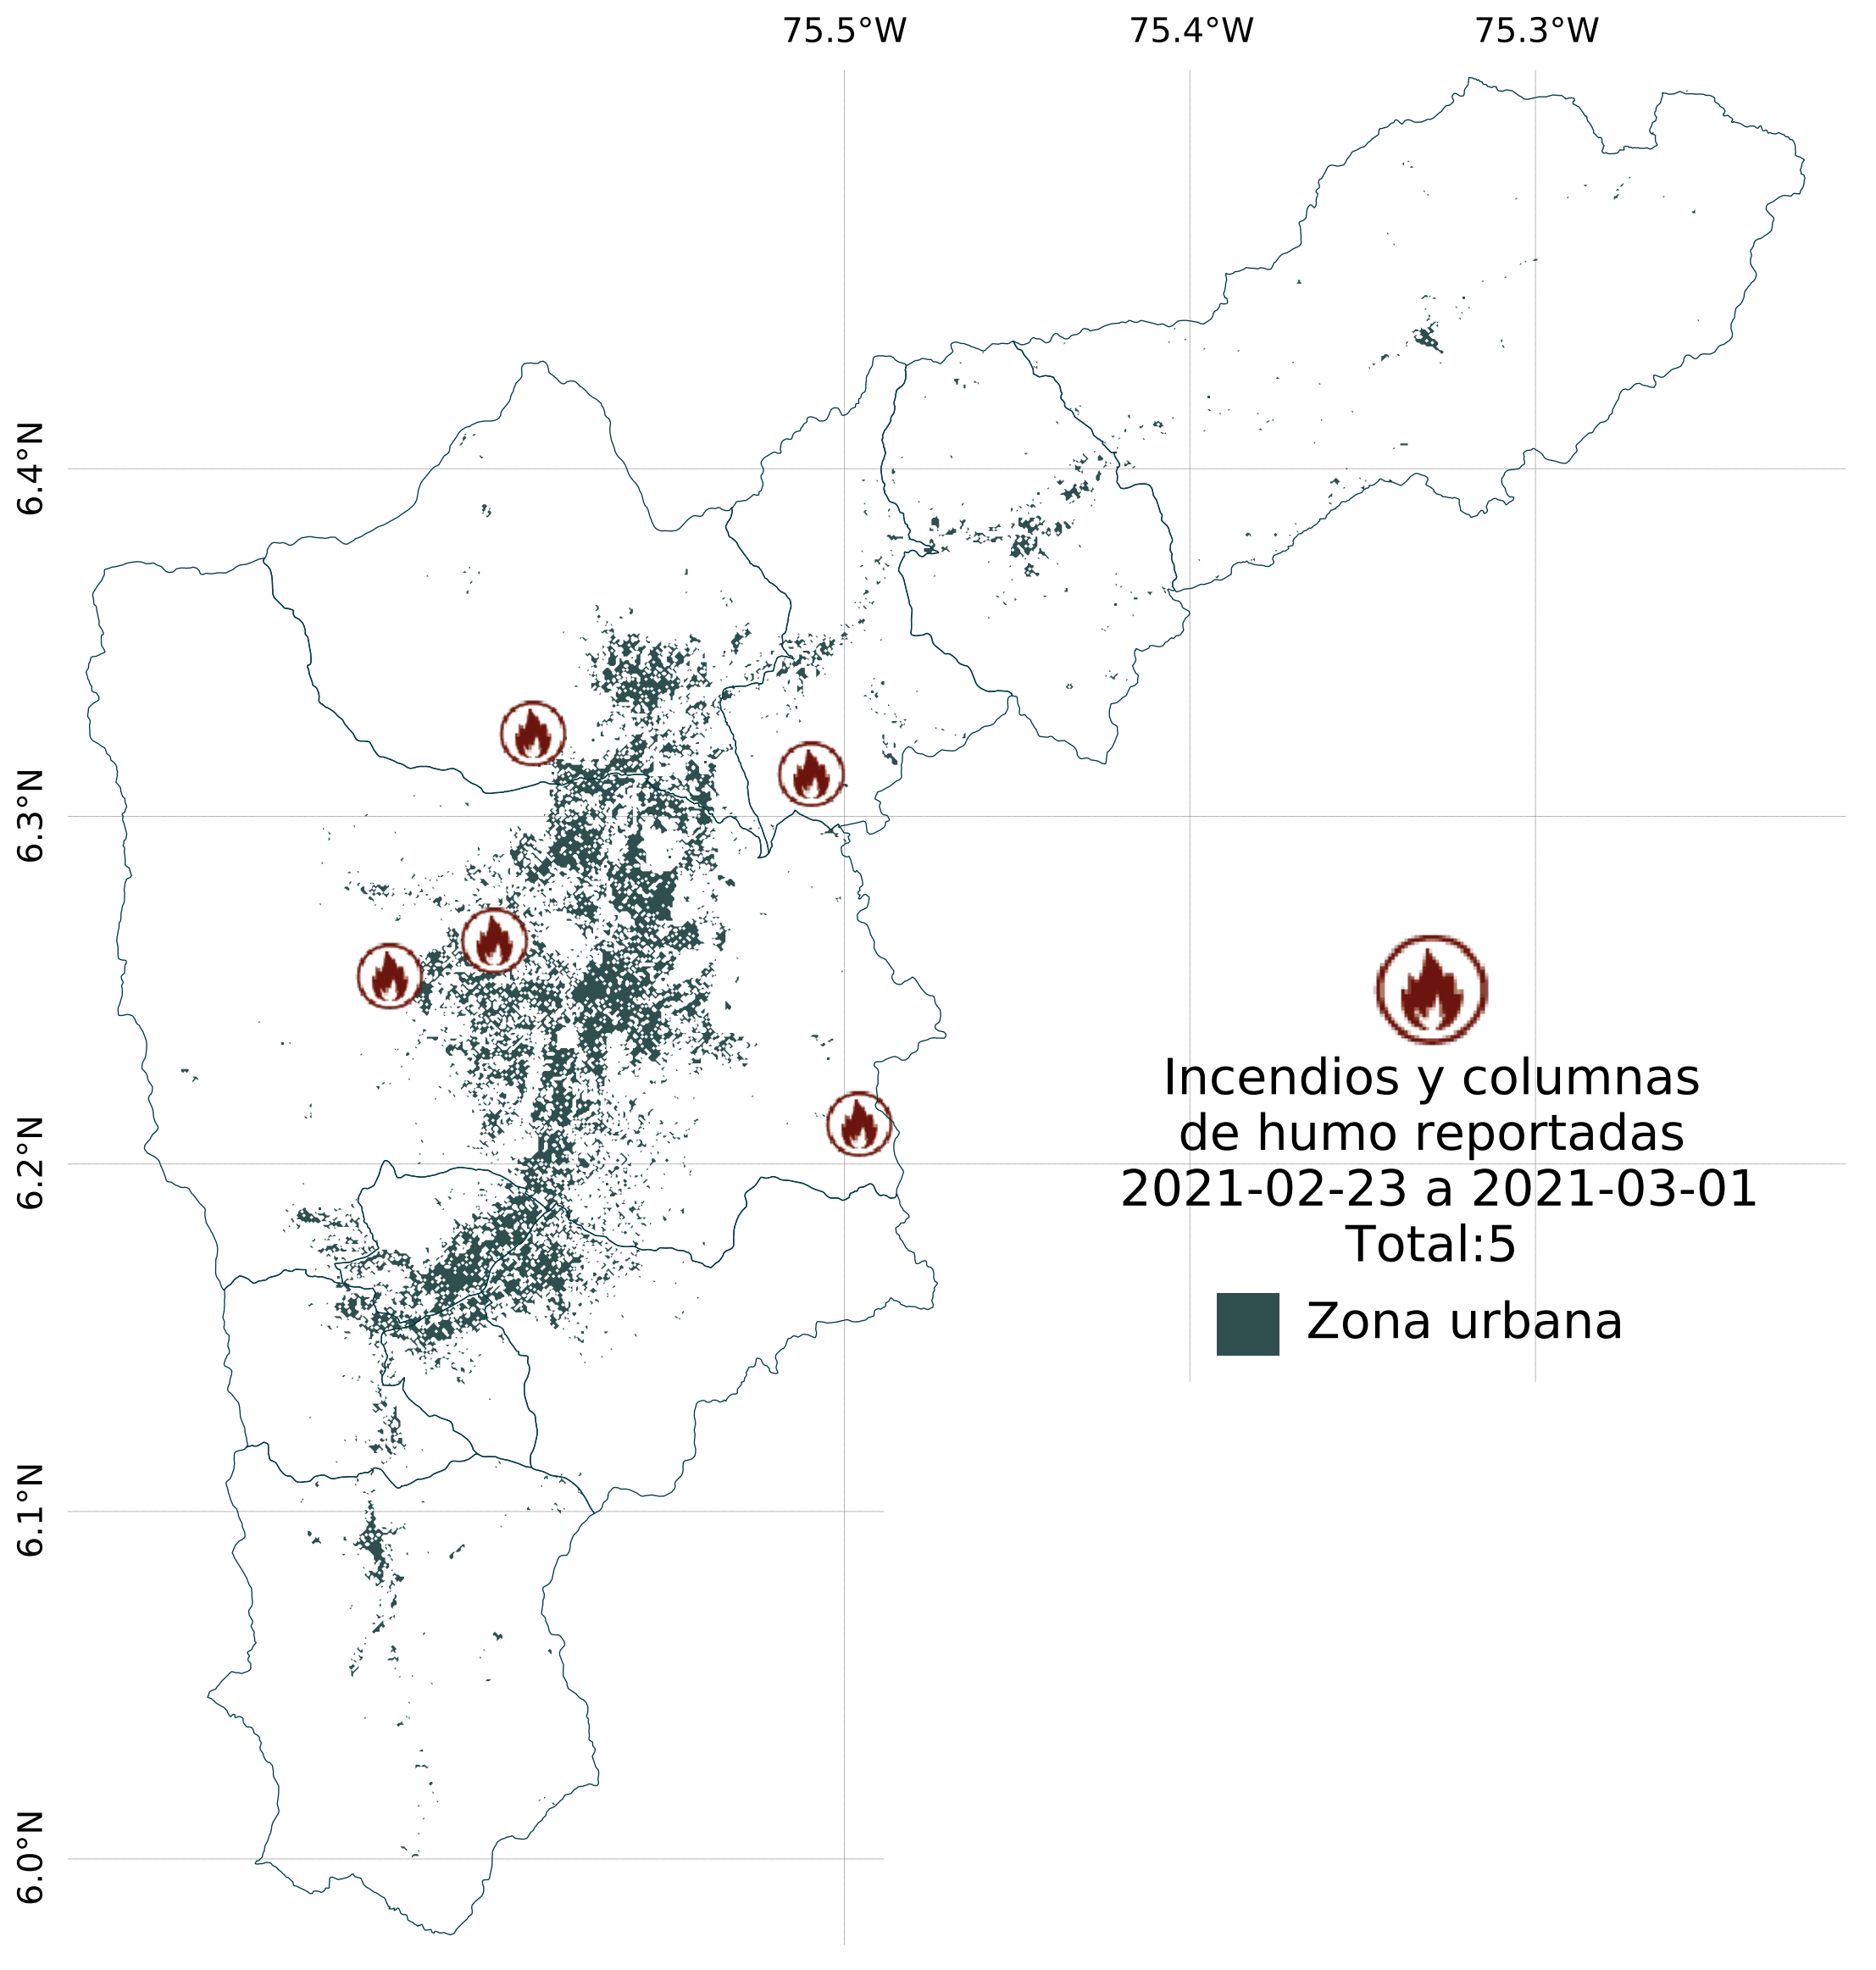 75.5°W 75.4°W 75.3°W
6.4°N
6.3°N
6.2°N
6.1°N
6.0°N
Incendios y columnas
de humo reportadas
2021-02-23 a 2021-03-01
Total:5
Zona urbana